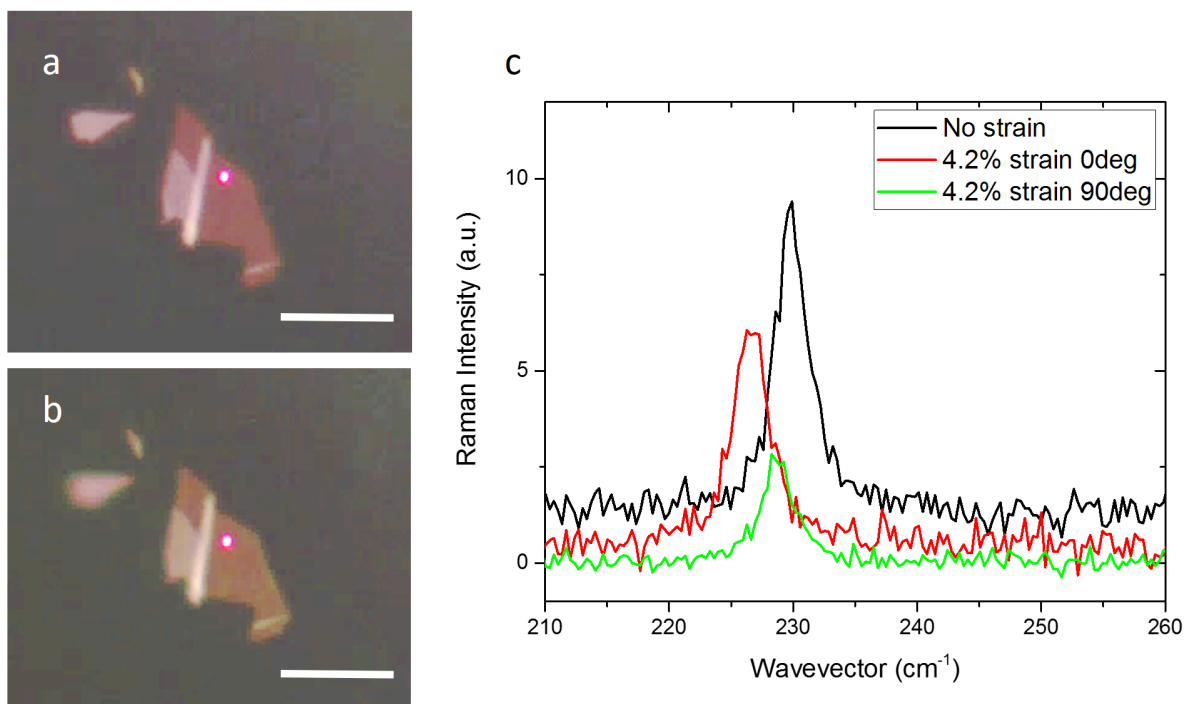 a
b
c
No strain
4.2% strain 0deg
4.2% strain 90deg
10
5
0
Raman Intensity (a.u.)
210
220
230
240
250
260
Wavevector (cm⁻¹)